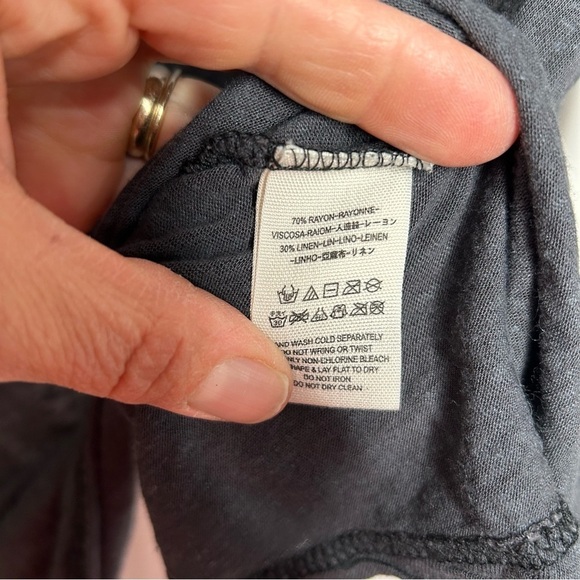 70% RAYON-RAYONNE-
VISCOSA-RAIOM-人造絲-レーヨン
30% LINEN-LIN-LINO-LEINEN
-LINHO-亞麻布-リネン
30
WASH COLD SEPARATELY
DO NOT WRING OR TWIST
NON-CHLORINE BLEACH
& LAY FLAT TO DRY
DO NOT IRON
DO NOT DRY CLEAN